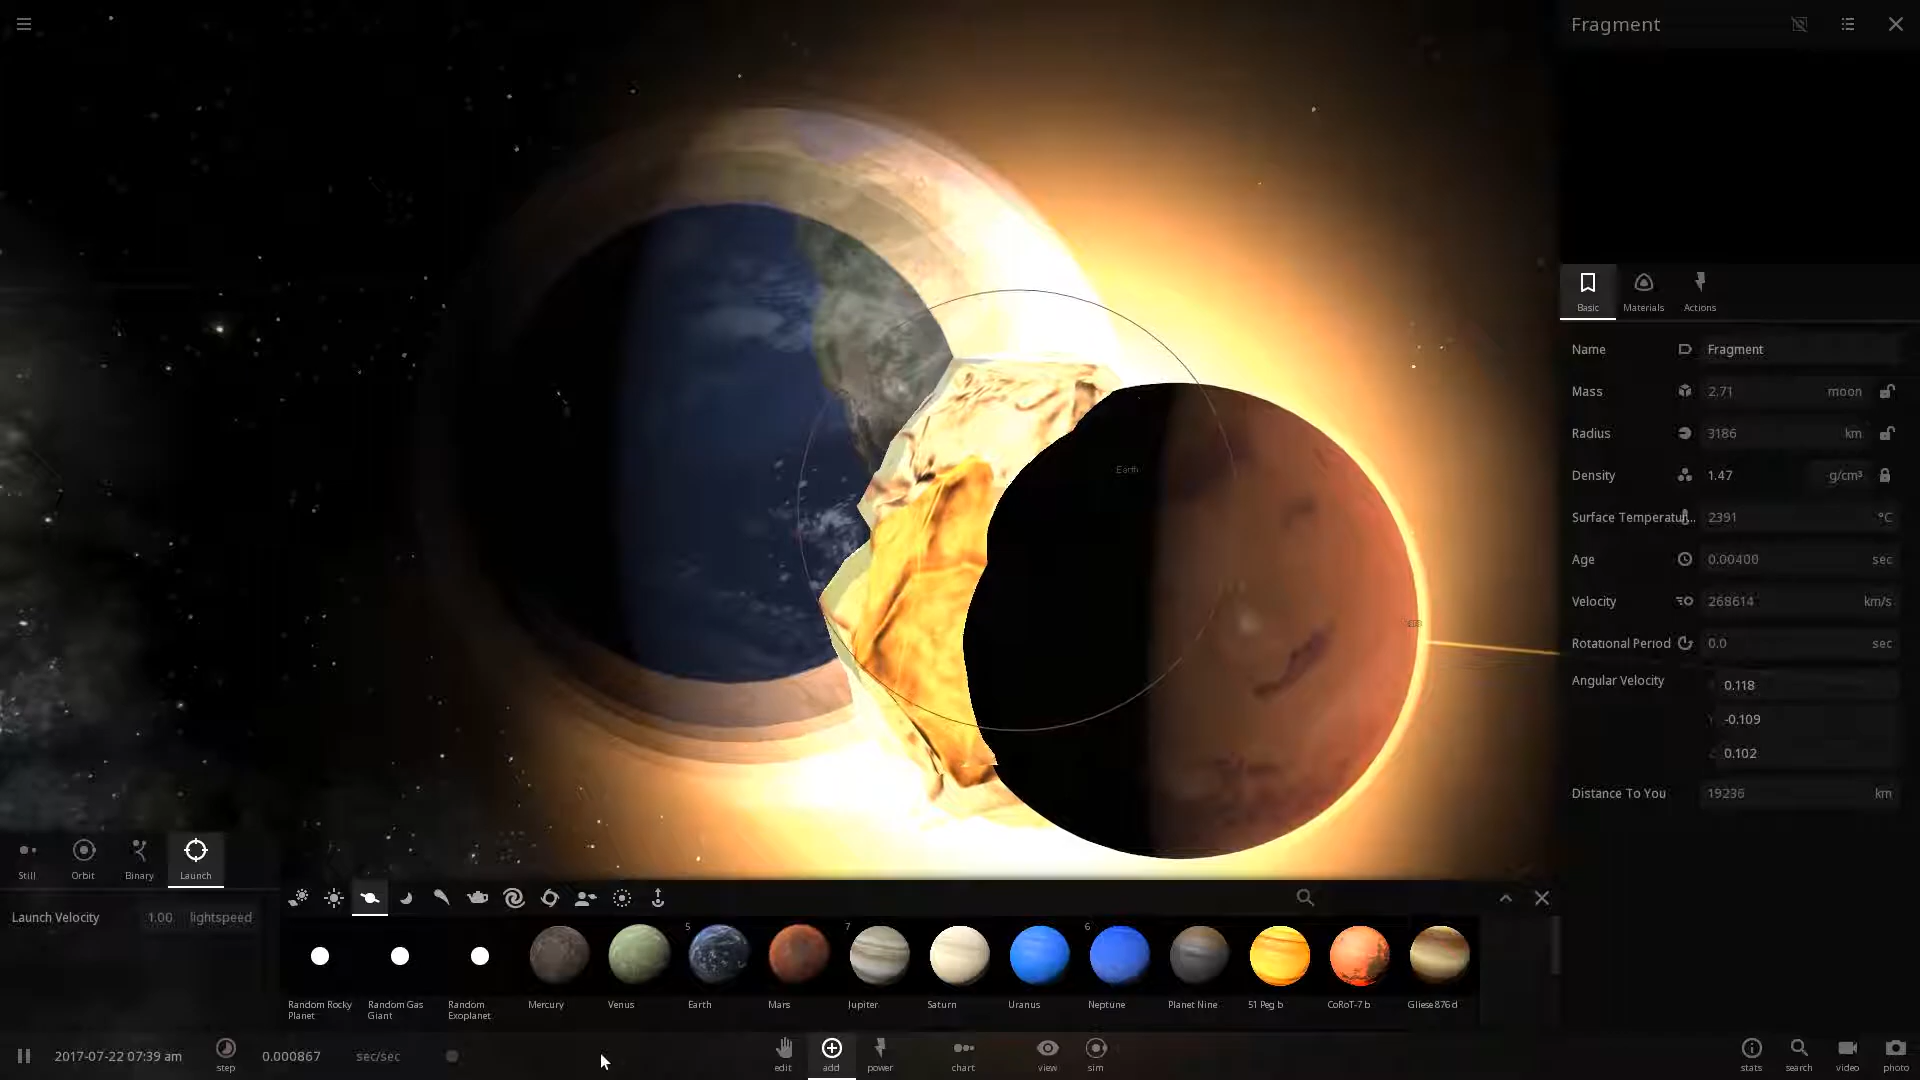 Fragment
Basic
Materials
Actions
Name
Fragment
Mass
2.71
moon
Radius
3186
km
Density
1.47
g/cm³
Surface Temperatur...
2391
°C
Age
0.00400
sec
Velocity
268614
km/s
Rotational Period
0.0
sec
Angular Velocity
0.118
-0.109
0.102
Distance To You
19236
km
Earth
Still
Orbit
Binary
Launch
Launch Velocity
1.00
lightspeed
5
7
6
Random Rocky Planet
Random Gas Giant
Random Exoplanet
Mercury
Venus
Earth
Mars
Jupiter
Saturn
Uranus
Neptune
Planet Nine
51 Peg b
CoRoT-7 b
Gliese 876 d
2017-07-22 07:39 am
step
0.000867
sec/sec
edit
add
power
chart
view
sim
stats
search
video
photo